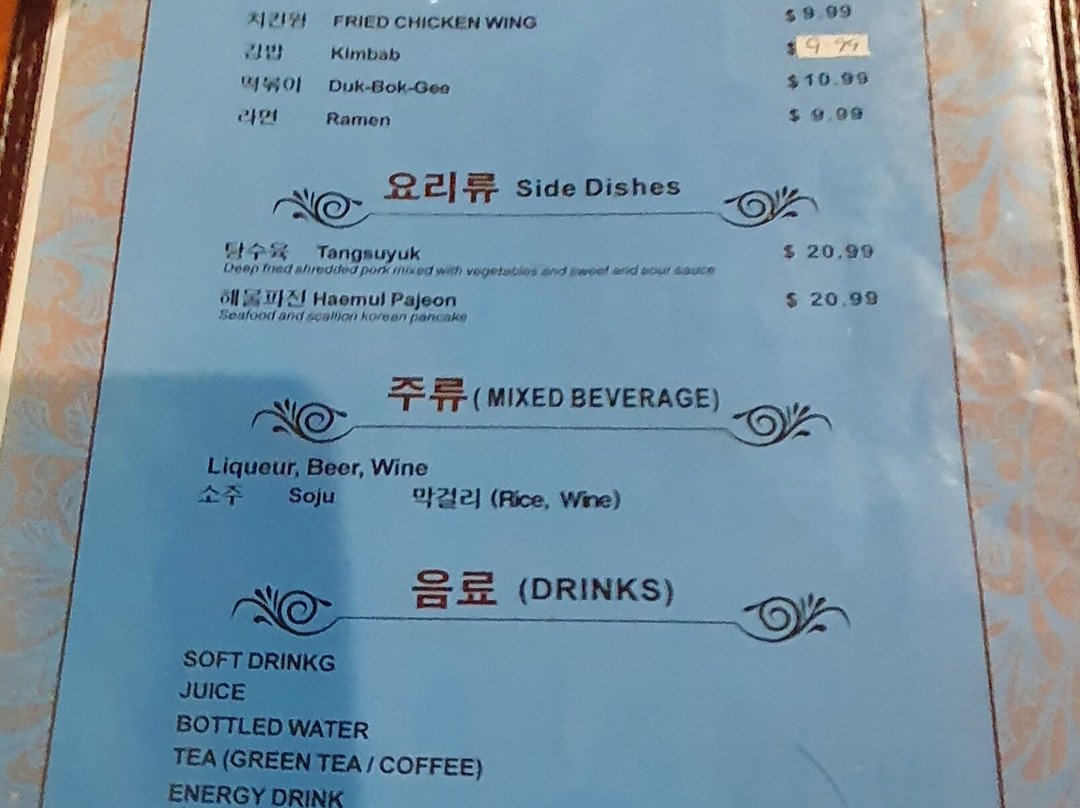 치킨윙 FRIED CHICKEN WING $ 9.99
김밥 Kimbab $ 9.99
떡볶이 Duk-Bok-Gee $10.99
라면 Ramen $ 9.99
요리류 Side Dishes
탕수육 Tangsuyuk $ 20.99
Deep fried shredded pork mixed with vegetables and sweet and sour sauce
해물파전 Haemul Pajeon $ 20.99
Seafood and scallion korean pancake
주류 ( MIXED BEVERAGE)
Liqueur, Beer, Wine
소주 Soju 막걸리 (Rice, Wine)
음료 (DRINKS)
SOFT DRINKG
JUICE
BOTTLED WATER
TEA (GREEN TEA / COFFEE)
ENERGY DRINK